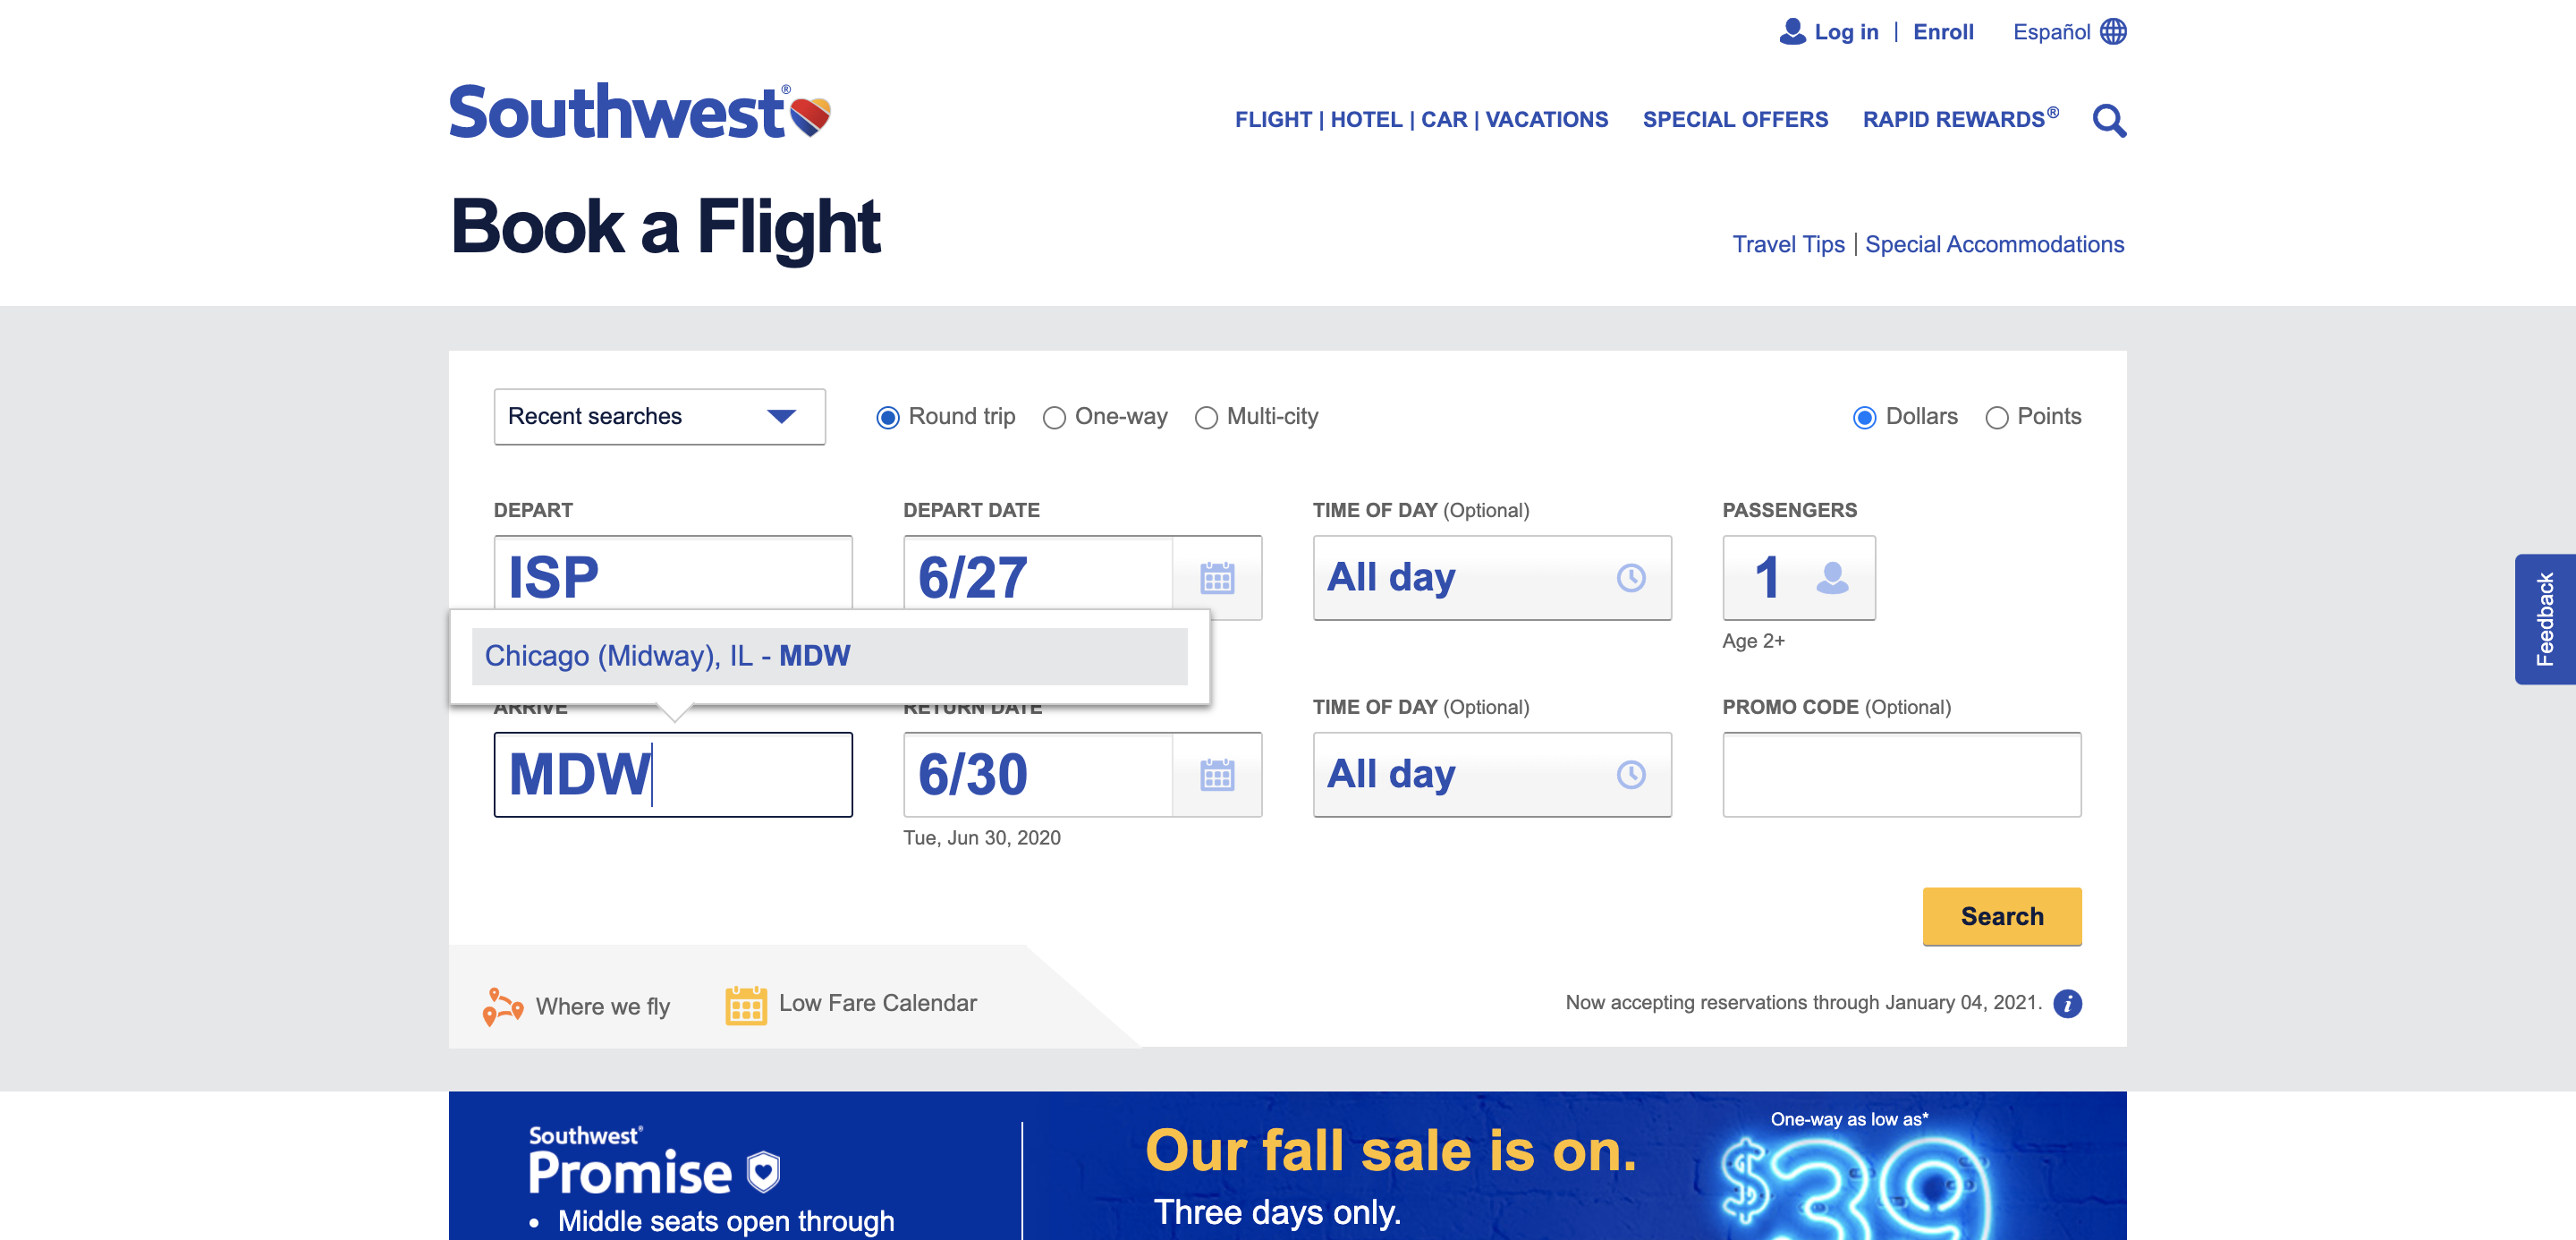 Log in | Enroll Español
Southwest®
FLIGHT | HOTEL | CAR | VACATIONS SPECIAL OFFERS RAPID REWARDS®
Book a Flight
Travel Tips | Special Accommodations
Recent searches Round trip One-way Multi-city Dollars Points
DEPART DEPART DATE TIME OF DAY (Optional) PASSENGERS
ISP 6/27 All day 1
Age 2+
Chicago (Midway), IL - MDW
ARRIVE RETURN DATE TIME OF DAY (Optional) PROMO CODE (Optional)
MDW 6/30 All day
Tue, Jun 30, 2020
Search
Where we fly Low Fare Calendar Now accepting reservations through January 04, 2021. i
Feedback
Southwest®
Promise
• Middle seats open through
Our fall sale is on.
Three days only.
One-way as low as*
$39